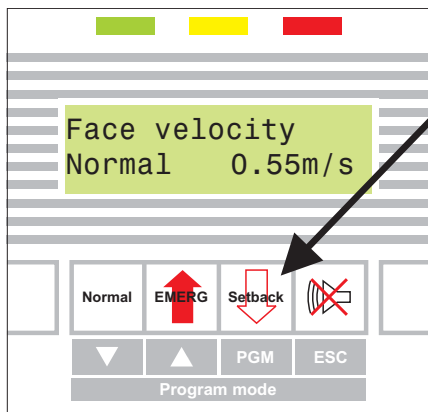 Face velocity
Normal 0.55m/s
Normal EMERG Setback
PGM ESC
Program mode